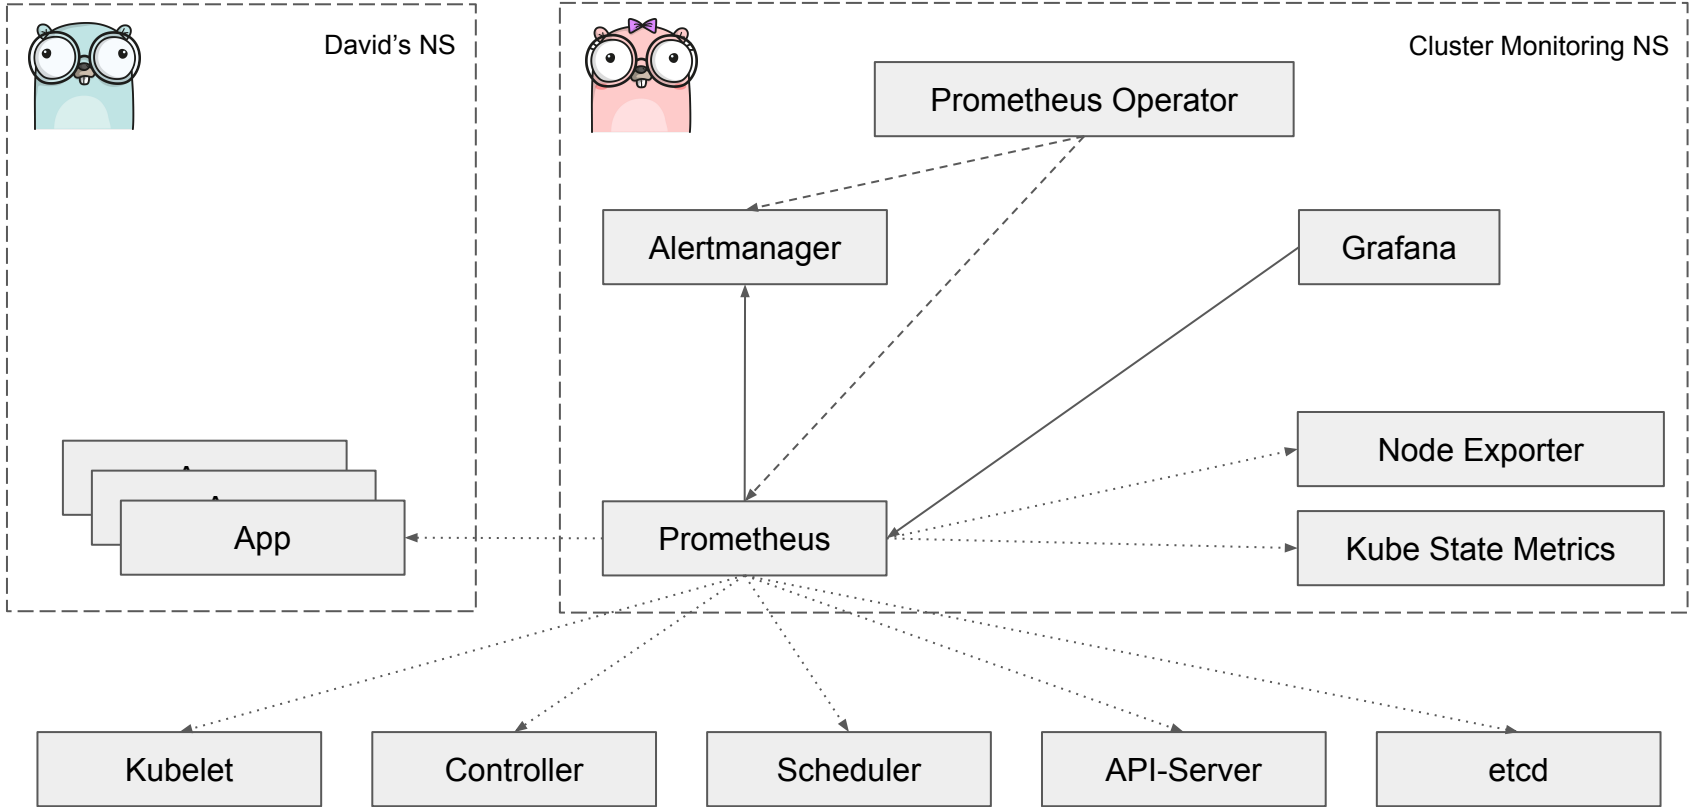 David’s NS
Cluster Monitoring NS
Prometheus Operator
Alertmanager
Grafana
Node Exporter
App
Prometheus
Kube State Metrics
Kubelet
Controller
Scheduler
API-Server
etcd